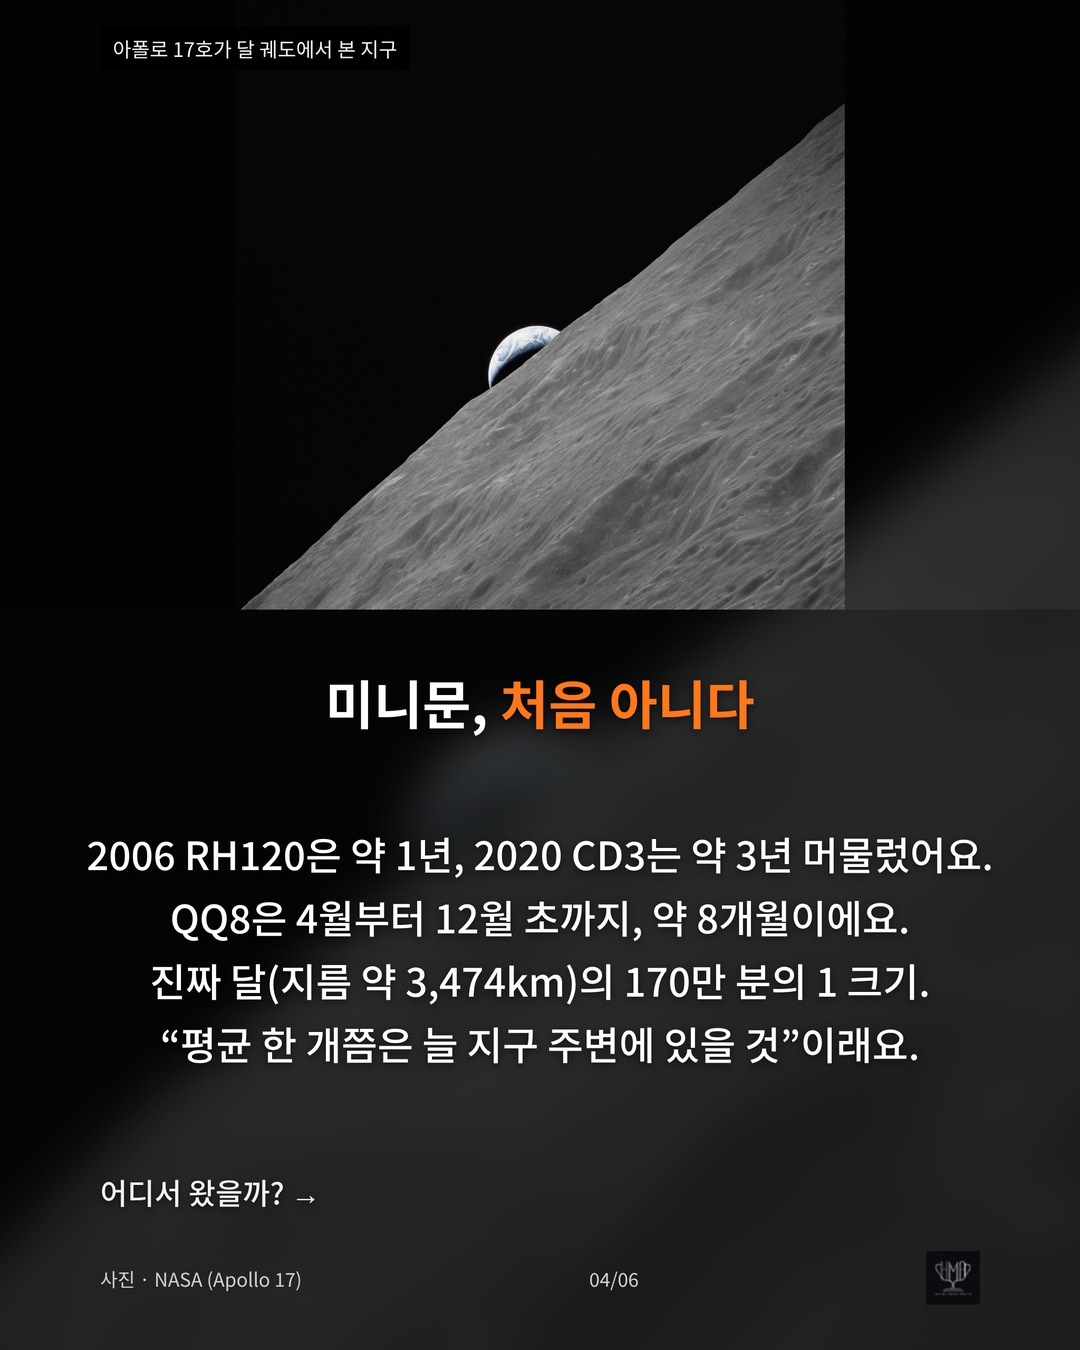 아폴로 17호가 달 궤도에서 본 지구
미니문, 처음 아니다
2006 RH120은 약 1년, 2020 CD3는 약 3년 머물렀어요.
QQ8은 4월부터 12월 초까지, 약 8개월이에요.
진짜 달(지름 약 3,474km)의 170만 분의 1 크기.
“평균 한 개쯤은 늘 지구 주변에 있을 것”이래요.
어디서 왔을까? →
사진 · NASA (Apollo 17)
04/06